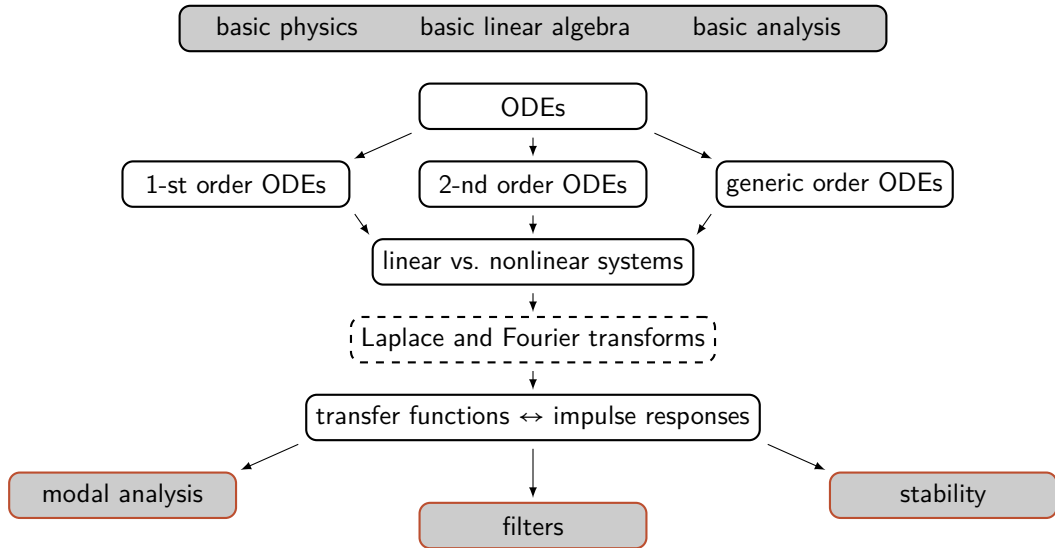 basic physics basic linear algebra basic analysis
ODEs
1-st order ODEs 2-nd order ODEs generic order ODEs
linear vs. nonlinear systems
Laplace and Fourier transforms
transfer functions ↔ impulse responses
modal analysis stability
filters